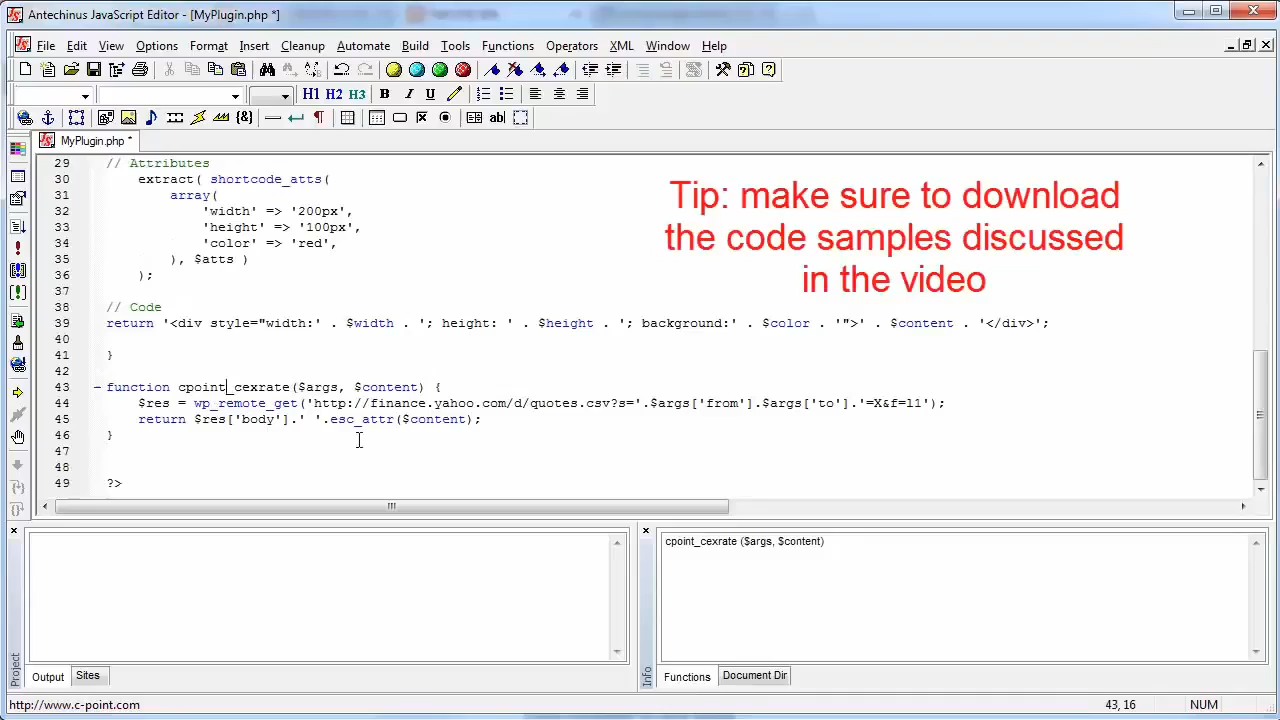 Antechinus JavaScript Editor - [MyPlugin.php *]
File Edit View Options Format Insert Cleanup Automate Build Tools Functions Operators XML Window Help
H1 H2 H3 B I U
MyPlugin.php *
29 // Attributes
30 extract( shortcode_atts(
31 array(
32 'width' => '200px',
33 'height' => '100px',
34 'color' => 'red',
35 ), $atts )
36 );
37
38 // Code
39 return '<div style="width:' . $width . '; height: ' . $height . '; background:' . $color . '">' . $content . '</div>';
40
41 }
42
43 function cpoint_cexrate($args, $content) {
44 $res = wp_remote_get('http://finance.yahoo.com/d/quotes.csv?s='.$args['from'].$args['to'].'=X&f=l1');
45 return $res['body'].' '.esc_attr($content);
46 }
47
48
49 ?>
Tip: make sure to download
the code samples discussed
in the video
cpoint_cexrate ($args, $content)
Project
Output Sites
Info
Functions Document Dir
http://www.c-point.com
43, 16 NUM